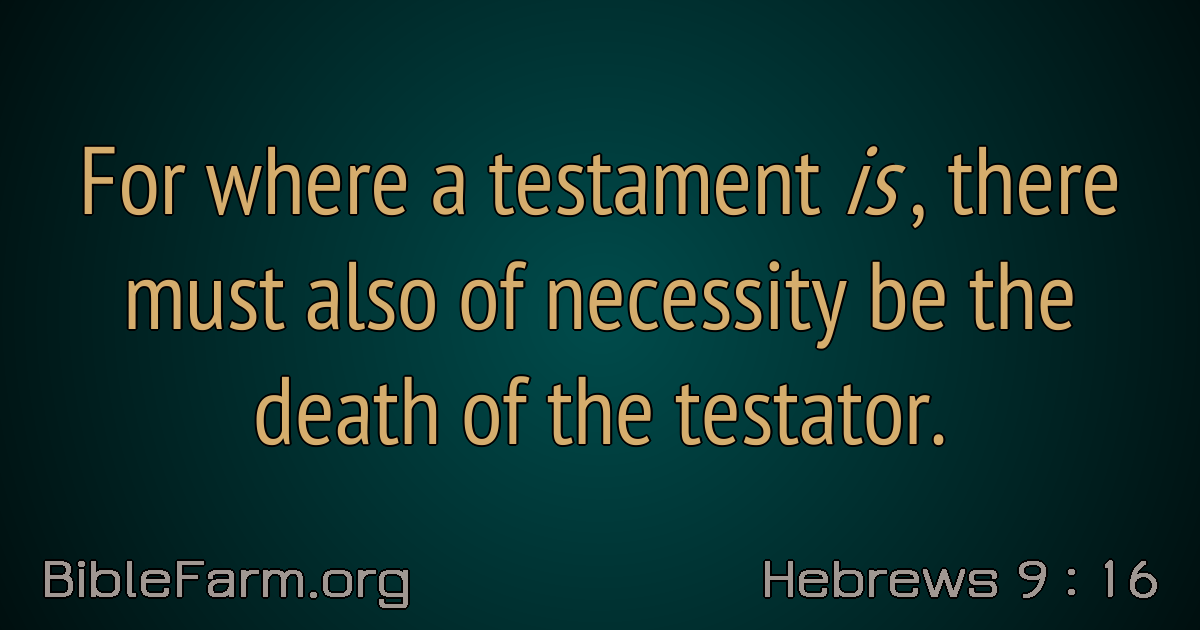 For where a testament is, there
must also of necessity be the
death of the testator.
BibleFarm.org
Hebrews 9 : 16